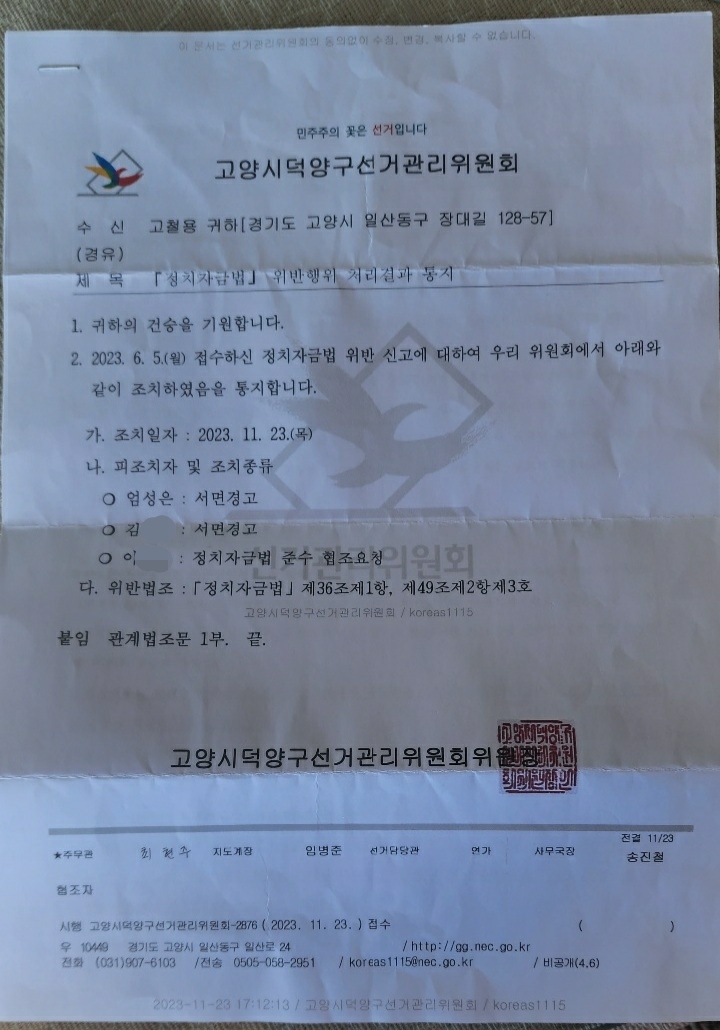 이 문서는 선거관리위원회의 동의없이 수정, 변경, 복사할 수 없습니다.
민주주의 꽃은 선거입니다
고양시덕양구선거관리위원회
수 신 고철용 귀하[경기도 고양시 일산동구 장대길 128-57]
(경유)
제 목 「정치자금법」 위반행위 처리결과 통지
1. 귀하의 건승을 기원합니다.
2. 2023. 6. 5.(월) 접수하신 정치자금법 위반 신고에 대하여 우리 위원회에서 아래와
같이 조치하였음을 통지합니다.
가. 조치일자 : 2023. 11. 23.(목)
나. 피조치자 및 조치종류
❍ 엄성은 : 서면경고
❍ 김 : 서면경고
❍ 이 : 정치자금법 준수 협조요청
선거관리위원회
다. 위반법조 : 「정치자금법」 제36조제1항, 제49조제2항제3호
고양시덕양구선거관리위원회 / koreas1115
붙임 관계법조문 1부. 끝.
고양시덕양구선거관리위원회위원장
전결 11/23
★주무관 최현주 지도계장 임병준 선거담당관 연가 사무국장 송진철
협조자
시행 고양시덕양구선거관리위원회-2876 ( 2023. 11. 23. ) 접수 ( )
우 10449 경기도 고양시 일산동구 일산로 24 / http://gg.nec.go.kr
전화 (031)907-6103 /전송 0505-058-2951 / koreas1115@nec.go.kr / 비공개(4,6)
2023-11-23 17:12:13 / 고양시덕양구선거관리위원회 / koreas1115